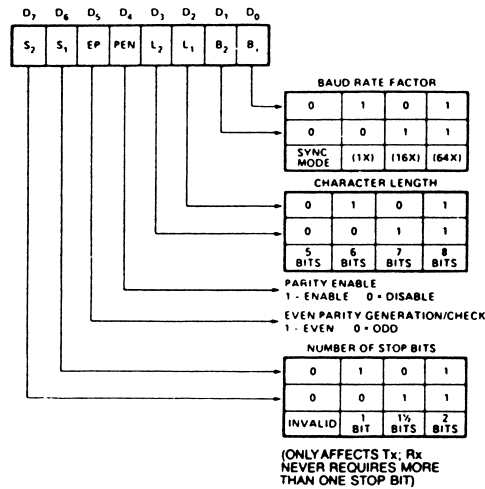 D₇ D₆ D₅ D₄ D₃ D₂ D₁ D₀
S₂ S₁ EP PEN L₂ L₁ B₂ B₁
BAUD RATE FACTOR
0 1 0 1
0 0 1 1
SYNC MODE (1X) (16X) (64X)
CHARACTER LENGTH
0 1 0 1
0 0 1 1
5 BITS 6 BITS 7 BITS 8 BITS
PARITY ENABLE
1 - ENABLE 0 = DISABLE
EVEN PARITY GENERATION/CHECK
1 - EVEN 0 = ODD
NUMBER OF STOP BITS
0 1 0 1
0 0 1 1
INVALID 1 BIT 1½ BITS 2 BITS
(ONLY AFFECTS Tx; Rx
NEVER REQUIRES MORE
THAN ONE STOP BIT)